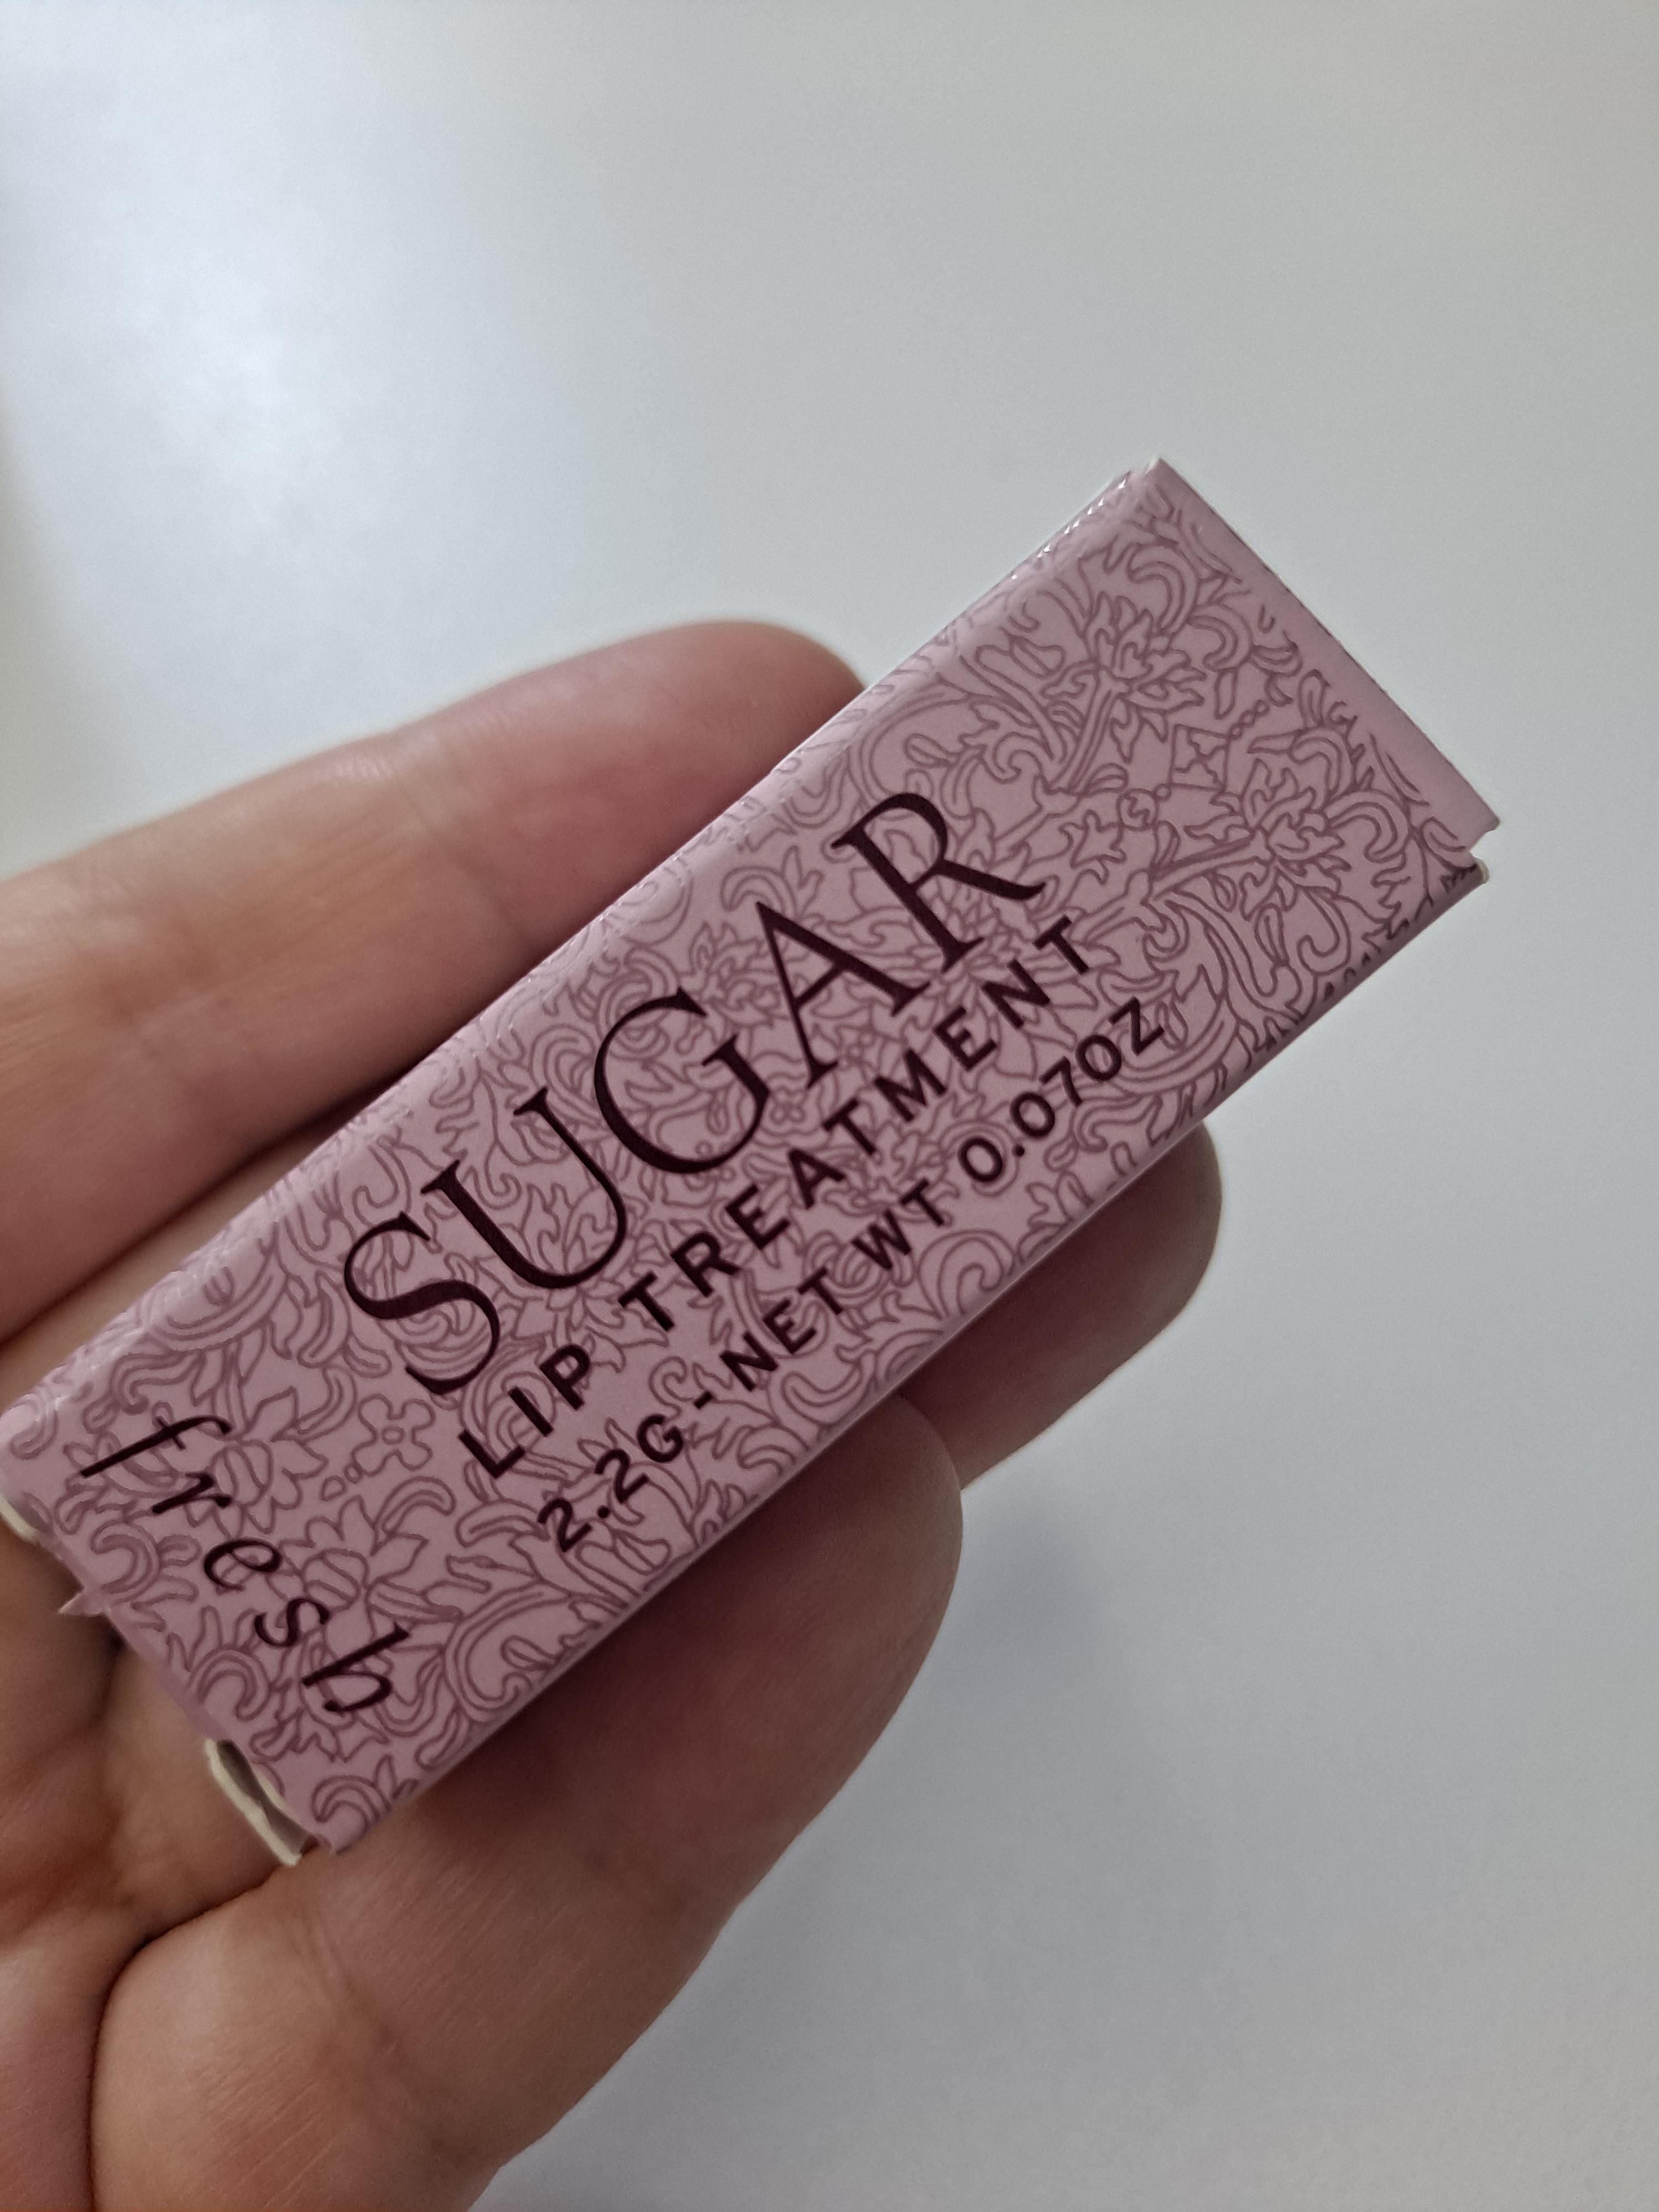 SUGAR
LIP TREATMENT
2.2G-NET WT 0.07OZ
fresh